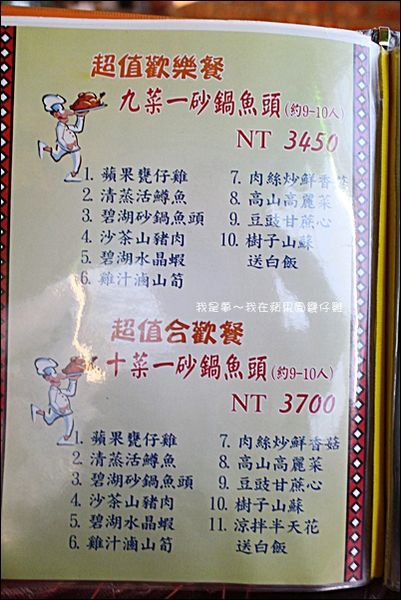 超值歡樂餐
九菜一砂鍋魚頭(約9-10人)
NT 3450
1. 蘋果甕仔雞
2. 清蒸活鱒魚
3. 碧湖砂鍋魚頭
4. 沙茶山豬肉
5. 碧湖水晶蝦
6. 雞汁滷山筍
7. 肉絲炒鮮香菇
8. 高山高麗菜
9. 豆豉甘蔗心
10. 樹子山蘇
送白飯
我是夢～我在蘋果園甕仔雞
超值合歡餐
十菜一砂鍋魚頭(約9-10人)
NT 3700
1. 蘋果甕仔雞
2. 清蒸活鱒魚
3. 碧湖砂鍋魚頭
4. 沙茶山豬肉
5. 碧湖水晶蝦
6. 雞汁滷山筍
7. 肉絲炒鮮香菇
8. 高山高麗菜
9. 豆豉甘蔗心
10. 樹子山蘇
11. 涼拌半天花
送白飯